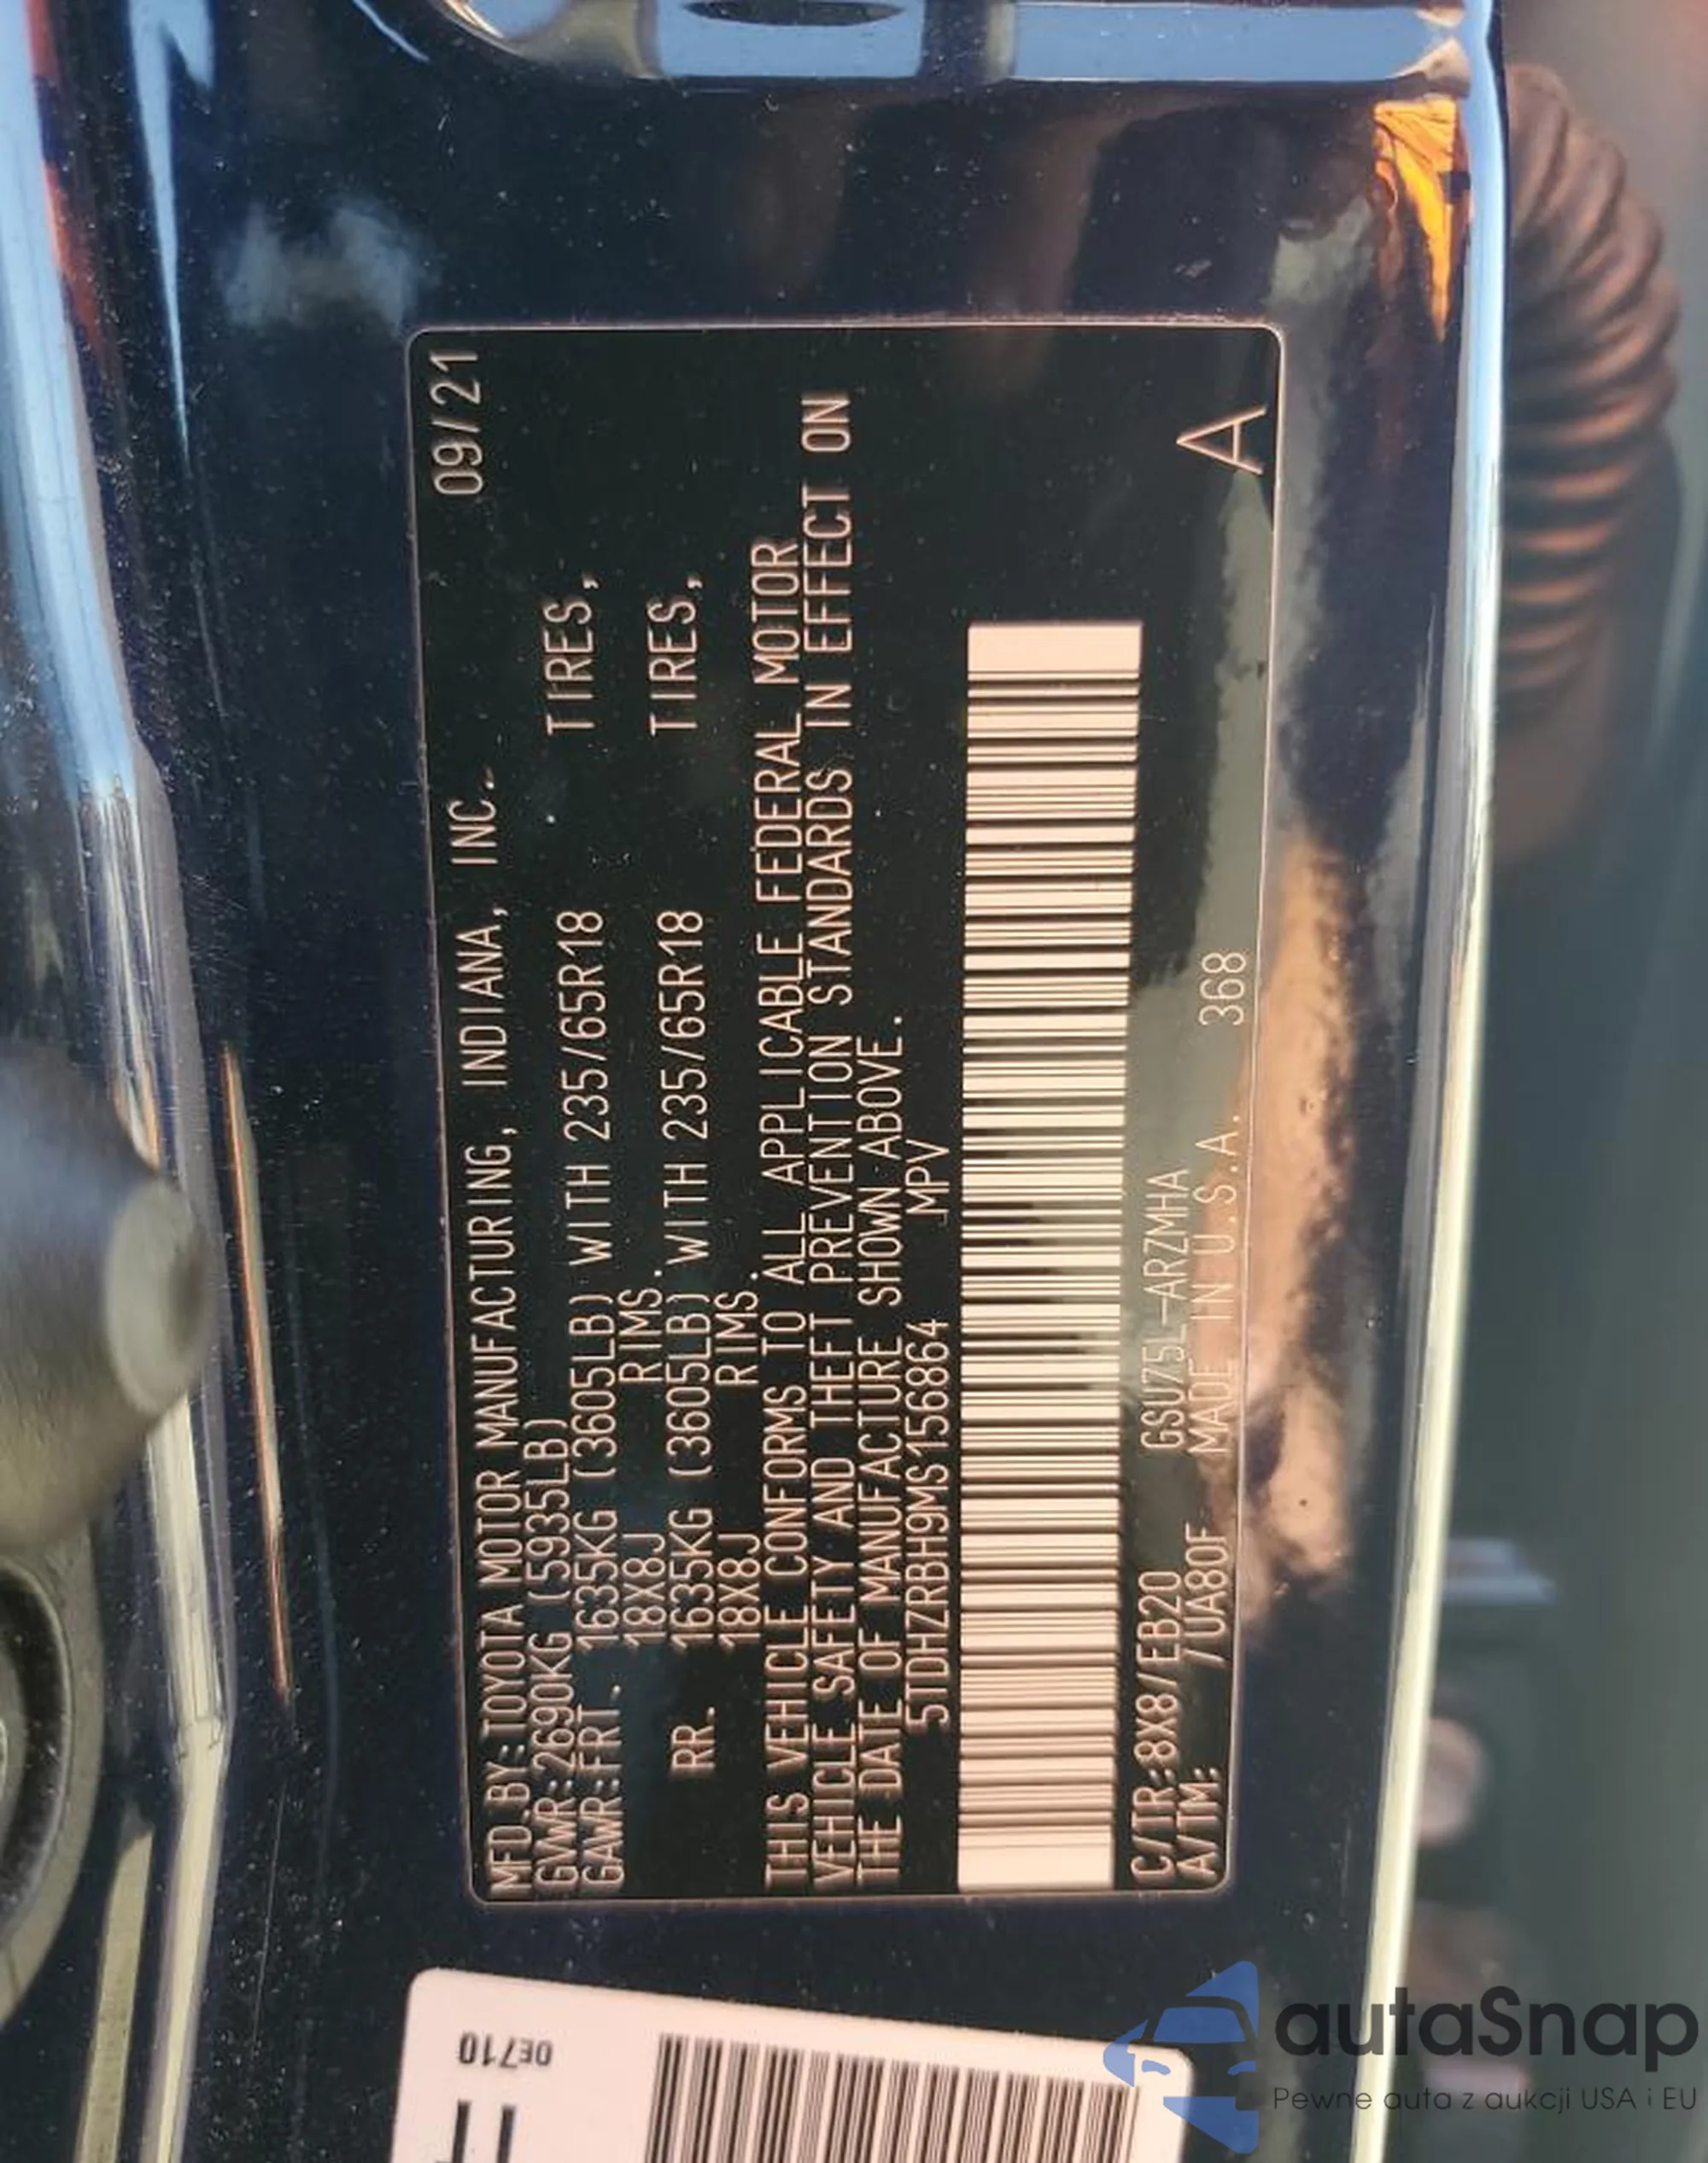 MFD.BY:TOYOTA MOTOR MANUFACTURING, INDIANA, INC. 09/21
GVWR:2690KG (5935LB)
GAWR:FRT. 1635KG (3605LB) WITH 235/65R18 TIRES,
18X8J RIMS.
RR. 1635KG (3605LB) WITH 235/65R18 TIRES,
18X8J RIMS.
THIS VEHICLE CONFORMS TO ALL APPLICABLE FEDERAL MOTOR
VEHICLE SAFETY AND THEFT PREVENTION STANDARDS IN EFFECT ON
THE DATE OF MANUFACTURE SHOWN ABOVE.
5TDHZRBH9MS156864 MPV
C/TR:8X8/EB20 GSU75L-ARZMHA
A/TM: /UA80F MADE IN U.S.A. 368 A
0E710
autaSnap
Pewne auta z aukcji USA i EU